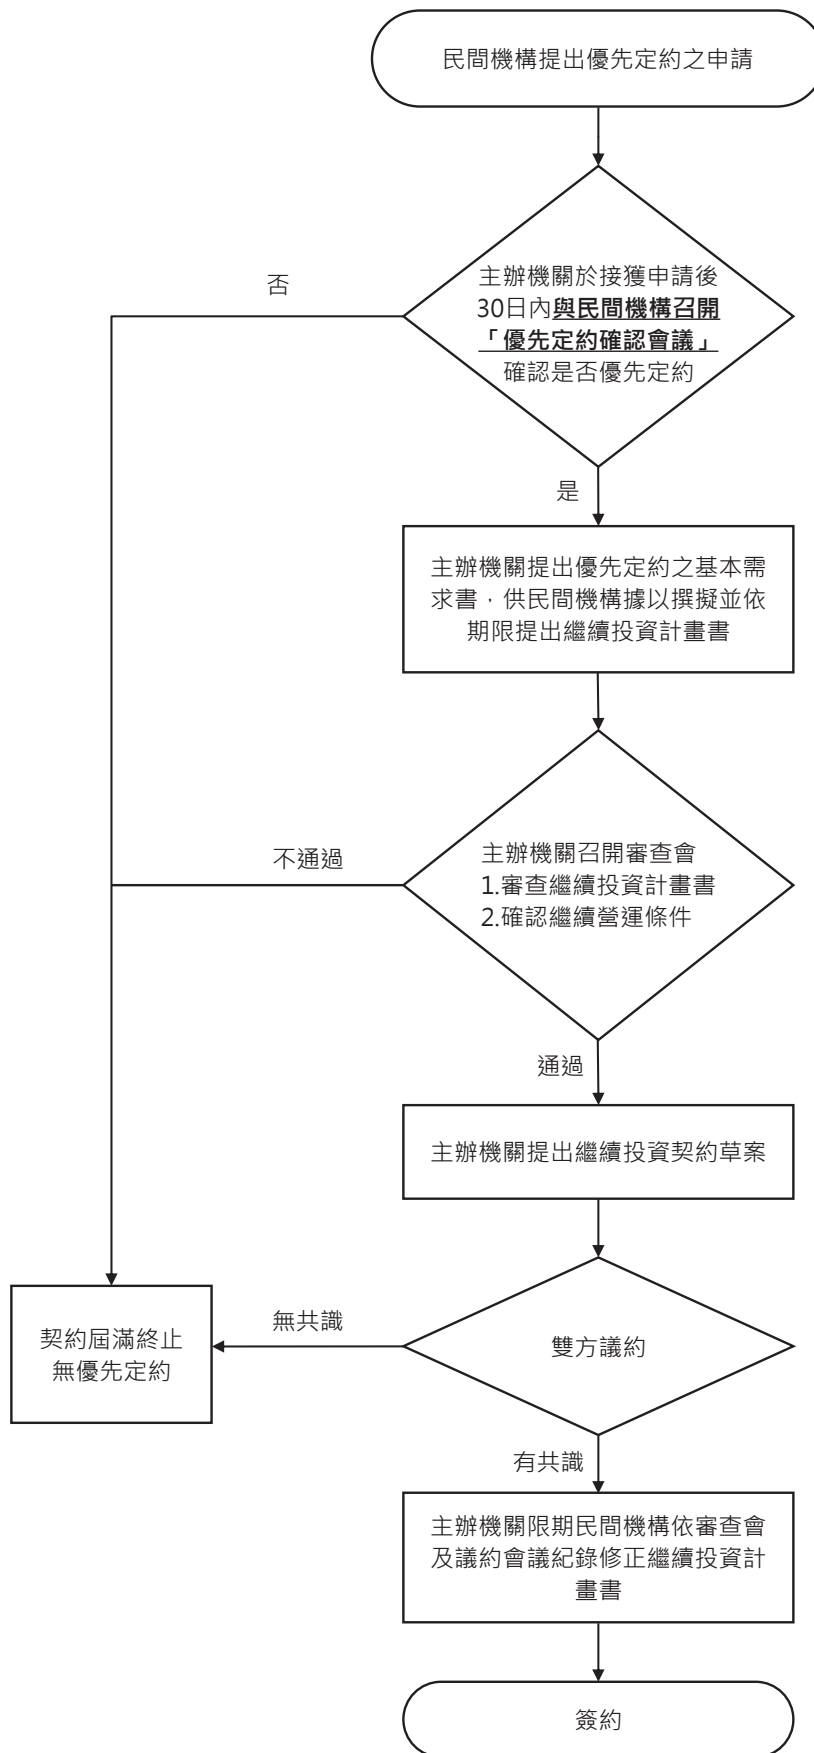 民間機構提出優先定約之申請
否
主辦機關於接獲申請後
30日內與民間機構召開
「優先定約確認會議」
確認是否優先定約
是
主辦機關提出優先定約之基本需
求書，供民間機構據以撰擬並依
期限提出繼續投資計畫書
不通過
主辦機關召開審查會
1.審查繼續投資計畫書
2.確認繼續營運條件
通過
主辦機關提出繼續投資契約草案
契約屆滿終止
無優先定約
無共識
雙方議約
有共識
主辦機關限期民間機構依審查會
及議約會議紀錄修正繼續投資計
畫書
簽約